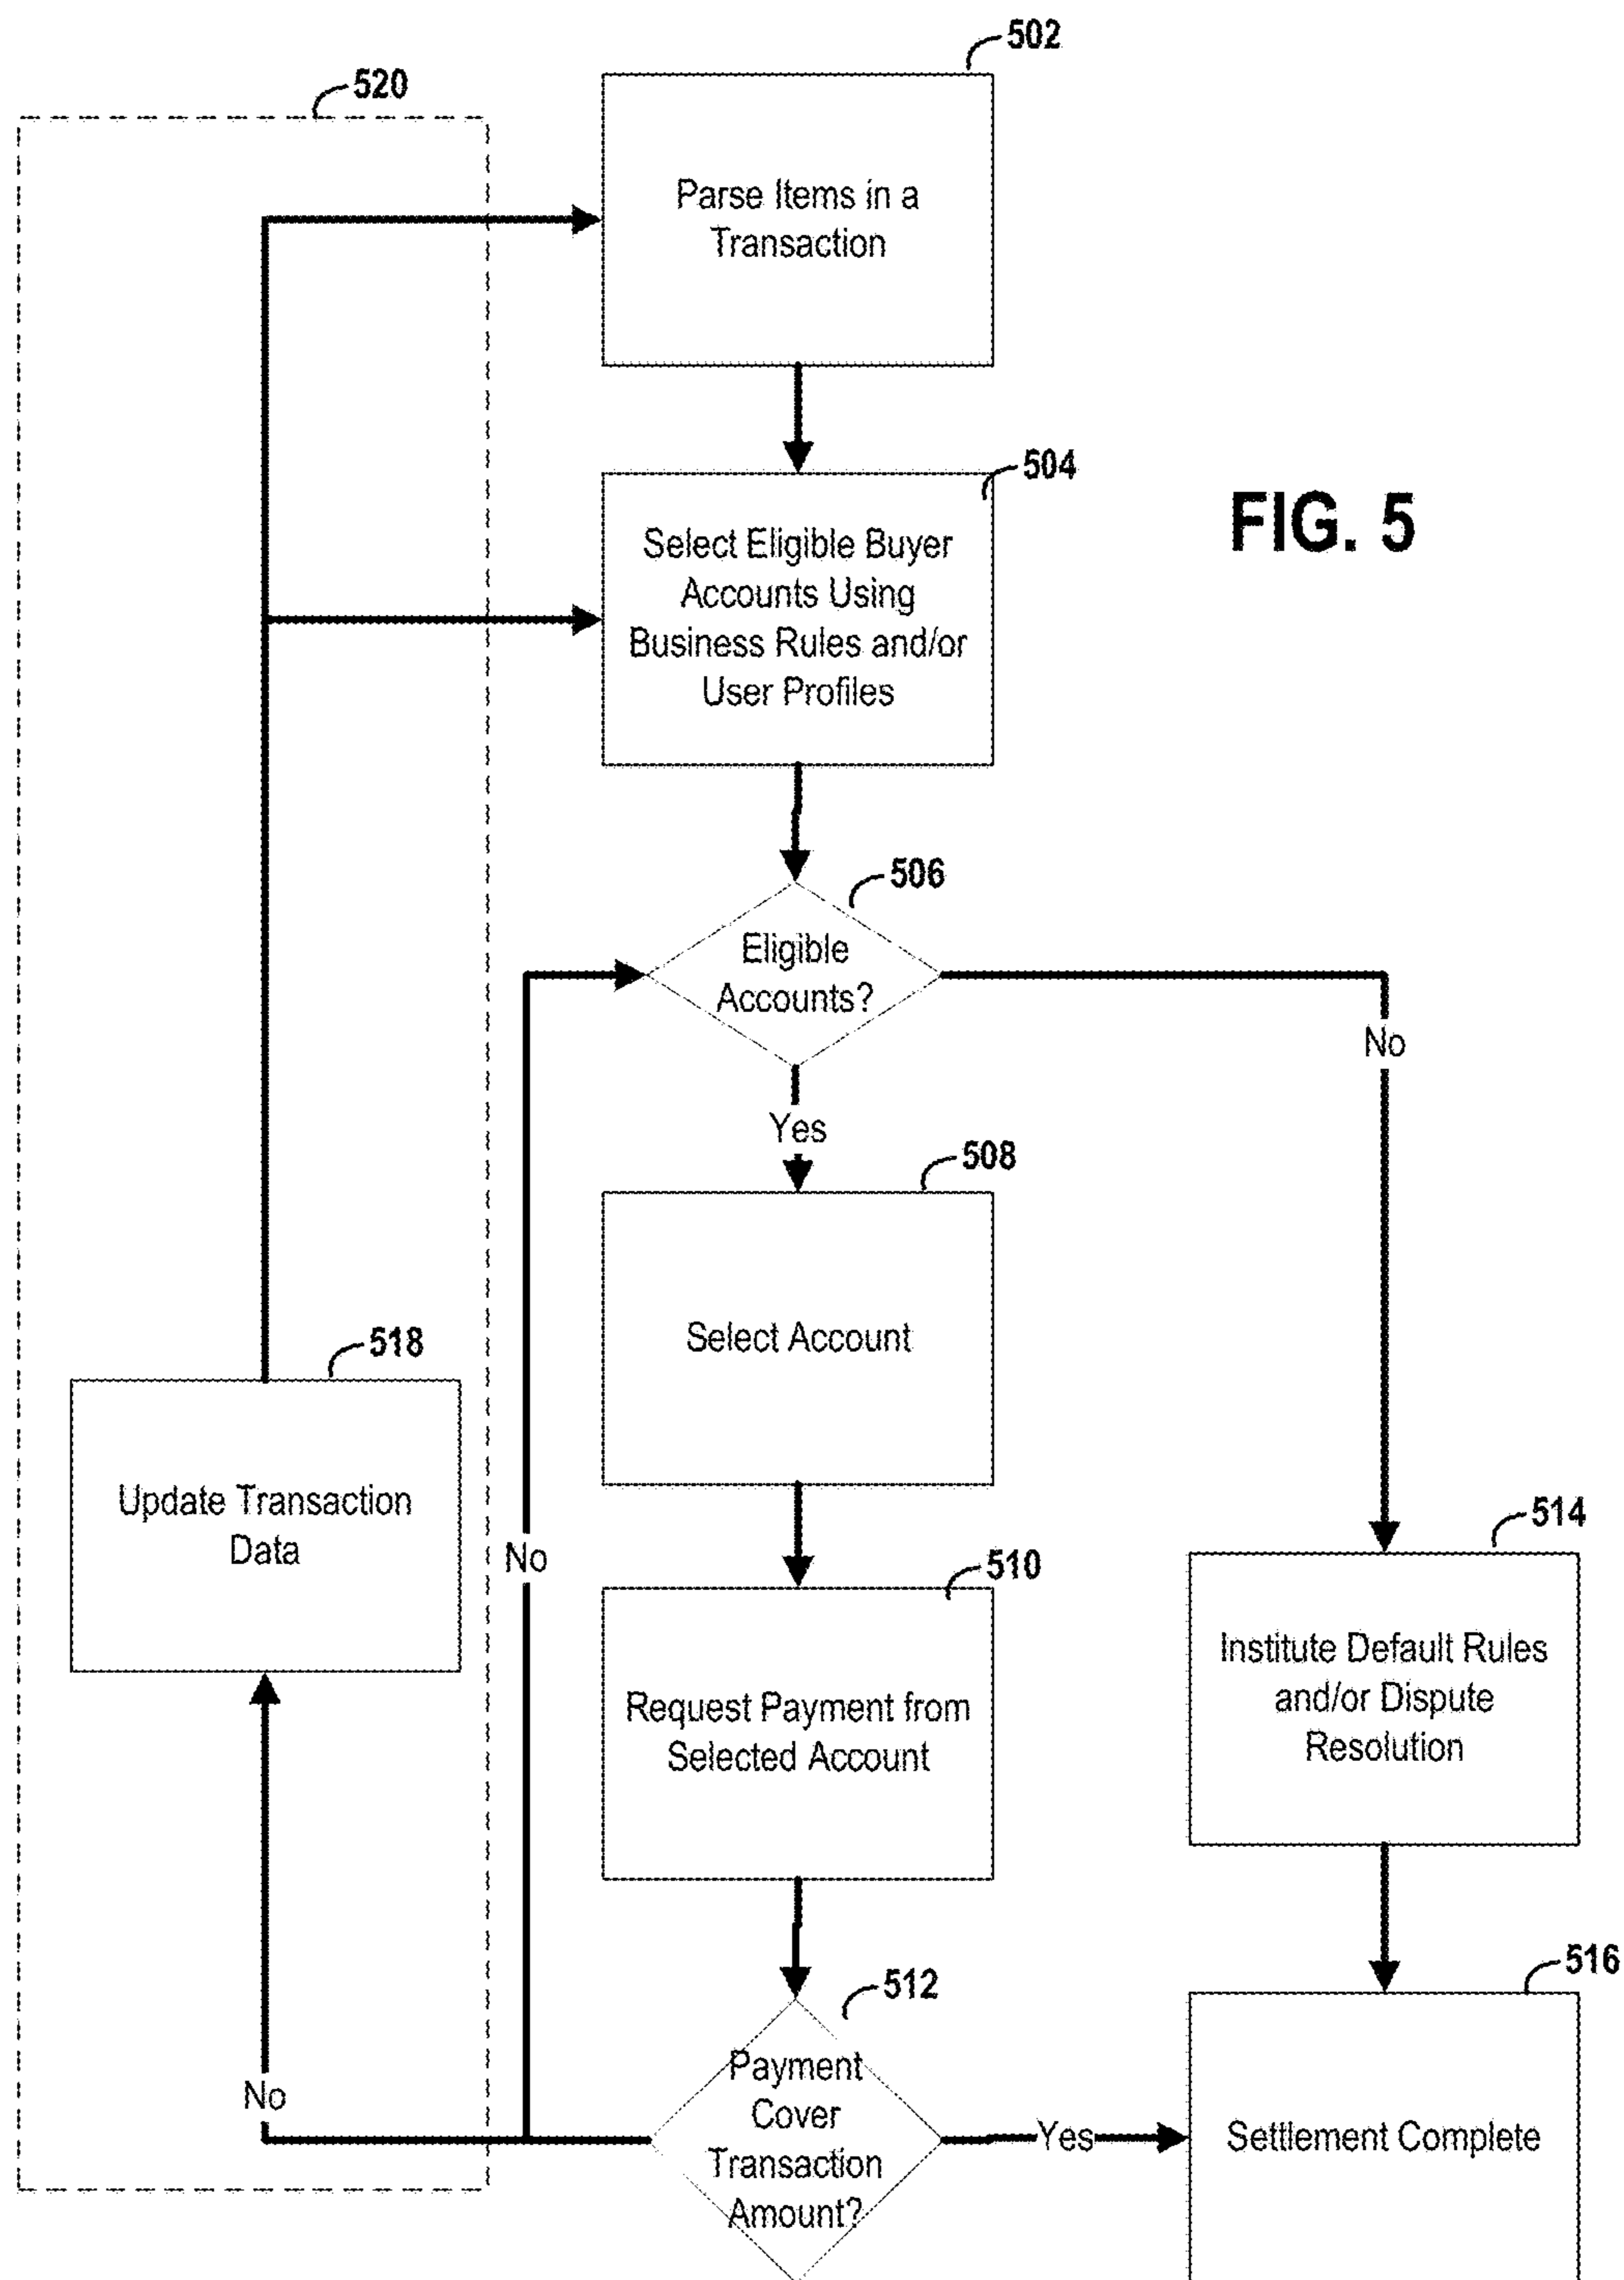 502
520
Parse Items in a
Transaction
504
FIG. 5
Select Eligible Buyer
Accounts Using
Business Rules and/or
User Profiles
506
Eligible
Accounts?
No
Yes
508
Select Account
518
Update Transaction
Data
No
510
514
Request Payment from
Selected Account
Institute Default Rules
and/or Dispute
Resolution
512
516
Payment
Cover
Transaction
Amount?
No
Yes
Settlement Complete